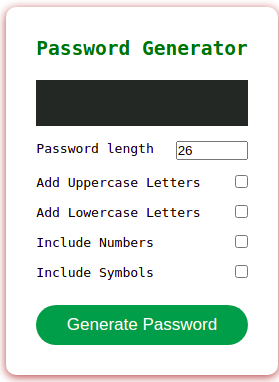 Password Generator
Password length 26
Add Uppercase Letters
Add Lowercase Letters
Include Numbers
Include Symbols
Generate Password